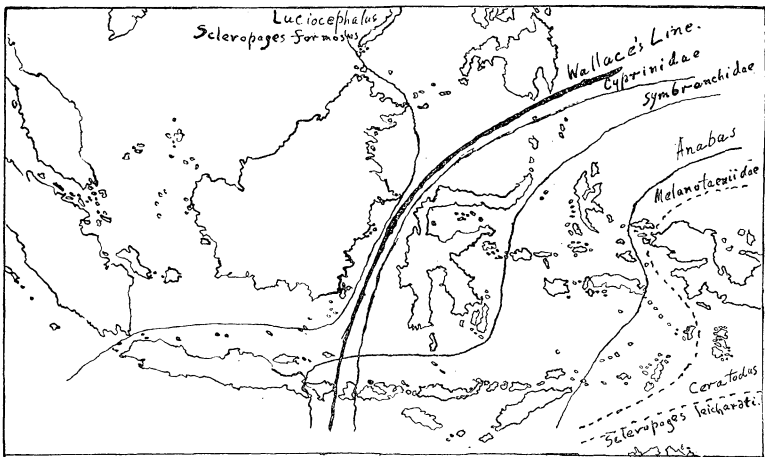 Luciocephalus
Scleropages formosus
Wallace's Line.
Cyprinidae
Symbranchidae
Anabas
Melanotaeniidae
Ceratodus
Scleropages leichardti.